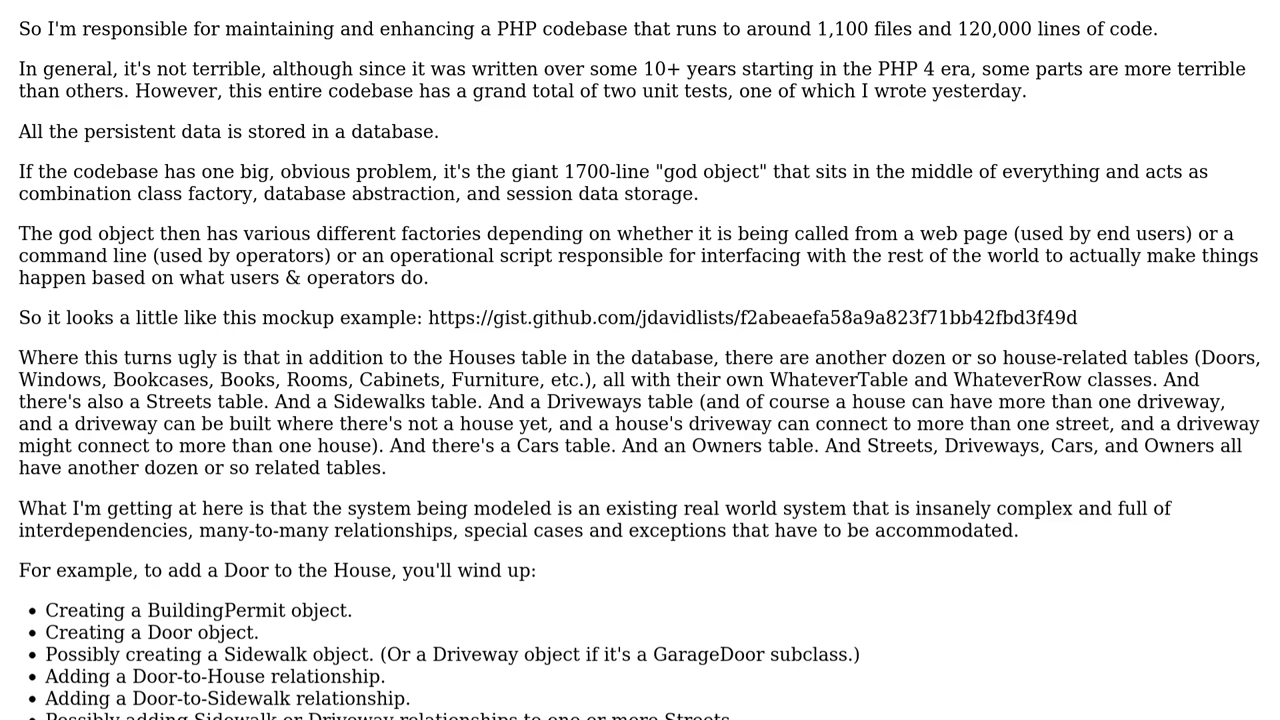 So I'm responsible for maintaining and enhancing a PHP codebase that runs to around 1,100 files and 120,000 lines of code.
In general, it's not terrible, although since it was written over some 10+ years starting in the PHP 4 era, some parts are more terrible
than others. However, this entire codebase has a grand total of two unit tests, one of which I wrote yesterday.
All the persistent data is stored in a database.
If the codebase has one big, obvious problem, it's the giant 1700-line "god object" that sits in the middle of everything and acts as
combination class factory, database abstraction, and session data storage.
The god object then has various different factories depending on whether it is being called from a web page (used by end users) or a
command line (used by operators) or an operational script responsible for interfacing with the rest of the world to actually make things
happen based on what users & operators do.
So it looks a little like this mockup example: https://gist.github.com/jdavidlists/f2abeaefa58a9a823f71bb42fbd3f49d
Where this turns ugly is that in addition to the Houses table in the database, there are another dozen or so house-related tables (Doors,
Windows, Bookcases, Books, Rooms, Cabinets, Furniture, etc.), all with their own WhateverTable and WhateverRow classes. And
there's also a Streets table. And a Sidewalks table. And a Driveways table (and of course a house can have more than one driveway,
and a driveway can be built where there's not a house yet, and a house's driveway can connect to more than one street, and a driveway
might connect to more than one house). And there's a Cars table. And an Owners table. And Streets, Driveways, Cars, and Owners all
have another dozen or so related tables.
What I'm getting at here is that the system being modeled is an existing real world system that is insanely complex and full of
interdependencies, many-to-many relationships, special cases and exceptions that have to be accommodated.
For example, to add a Door to the House, you'll wind up:
• Creating a BuildingPermit object.
• Creating a Door object.
• Possibly creating a Sidewalk object. (Or a Driveway object if it's a GarageDoor subclass.)
• Adding a Door-to-House relationship.
• Adding a Door-to-Sidewalk relationship.
• Possibly adding Sidewalk or Driveway relationships to one or more Streets.